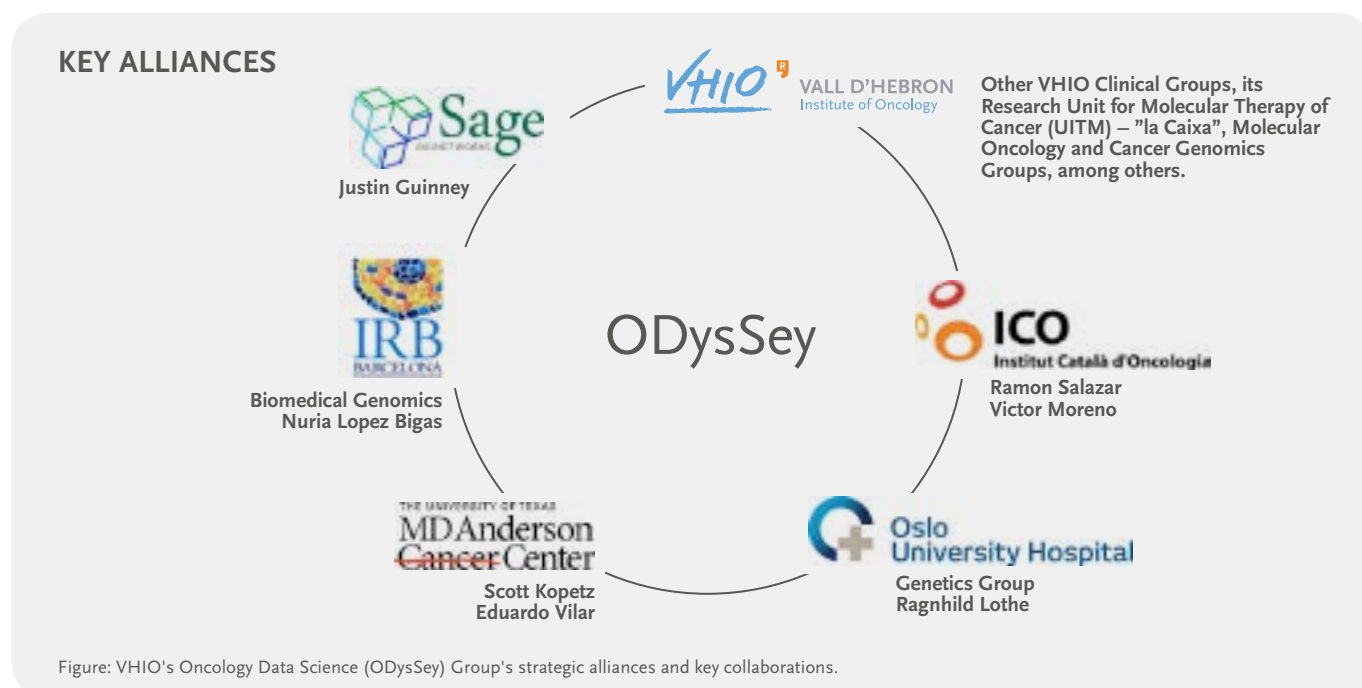 KEY ALLIANCES
VHIO
R
VALL D'HEBRON
Institute of Oncology
Other VHIO Clinical Groups, its
Research Unit for Molecular Therapy of
Cancer (UITM) – ”la Caixa”, Molecular
Oncology and Cancer Genomics
Groups, among others.
Sage
Justin Guinney
IRB
BARCELONA
Biomedical Genomics
Nuria Lopez Bigas
ODysSey
ICO
Institut Català d'Oncologia
Ramon Salazar
Victor Moreno
THE UNIVERSITY OF TEXAS
MD Anderson
Cancer Center
Scott Kopetz
Eduardo Vilar
Oslo
University Hospital
Genetics Group
Ragnhild Lothe
Figure: VHIO's Oncology Data Science (ODysSey) Group's strategic alliances and key collaborations.